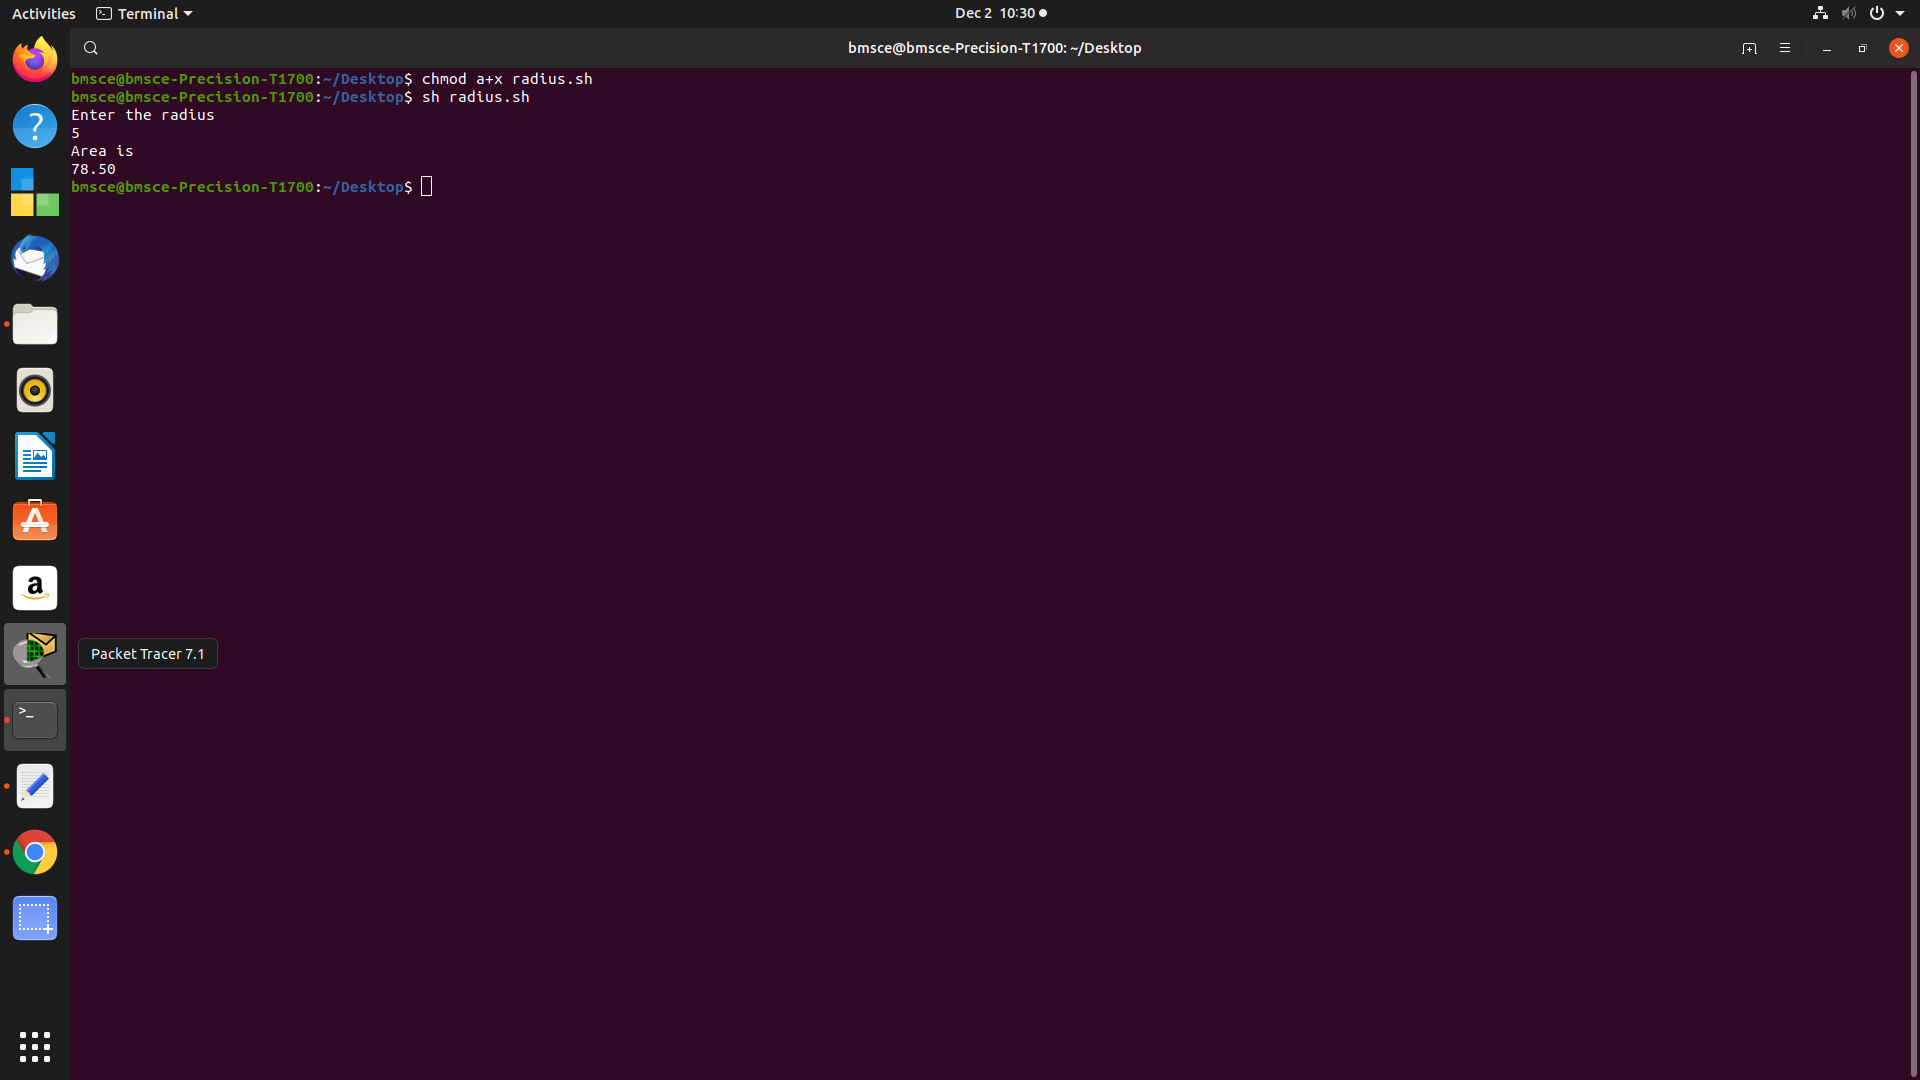 Activities Terminal Dec 2 10:30
bmsce@bmsce-Precision-T1700: ~/Desktop
bmsce@bmsce-Precision-T1700:~/Desktop$ chmod a+x radius.sh
bmsce@bmsce-Precision-T1700:~/Desktop$ sh radius.sh
Enter the radius
5
Area is
78.50
bmsce@bmsce-Precision-T1700:~/Desktop$
Packet Tracer 7.1